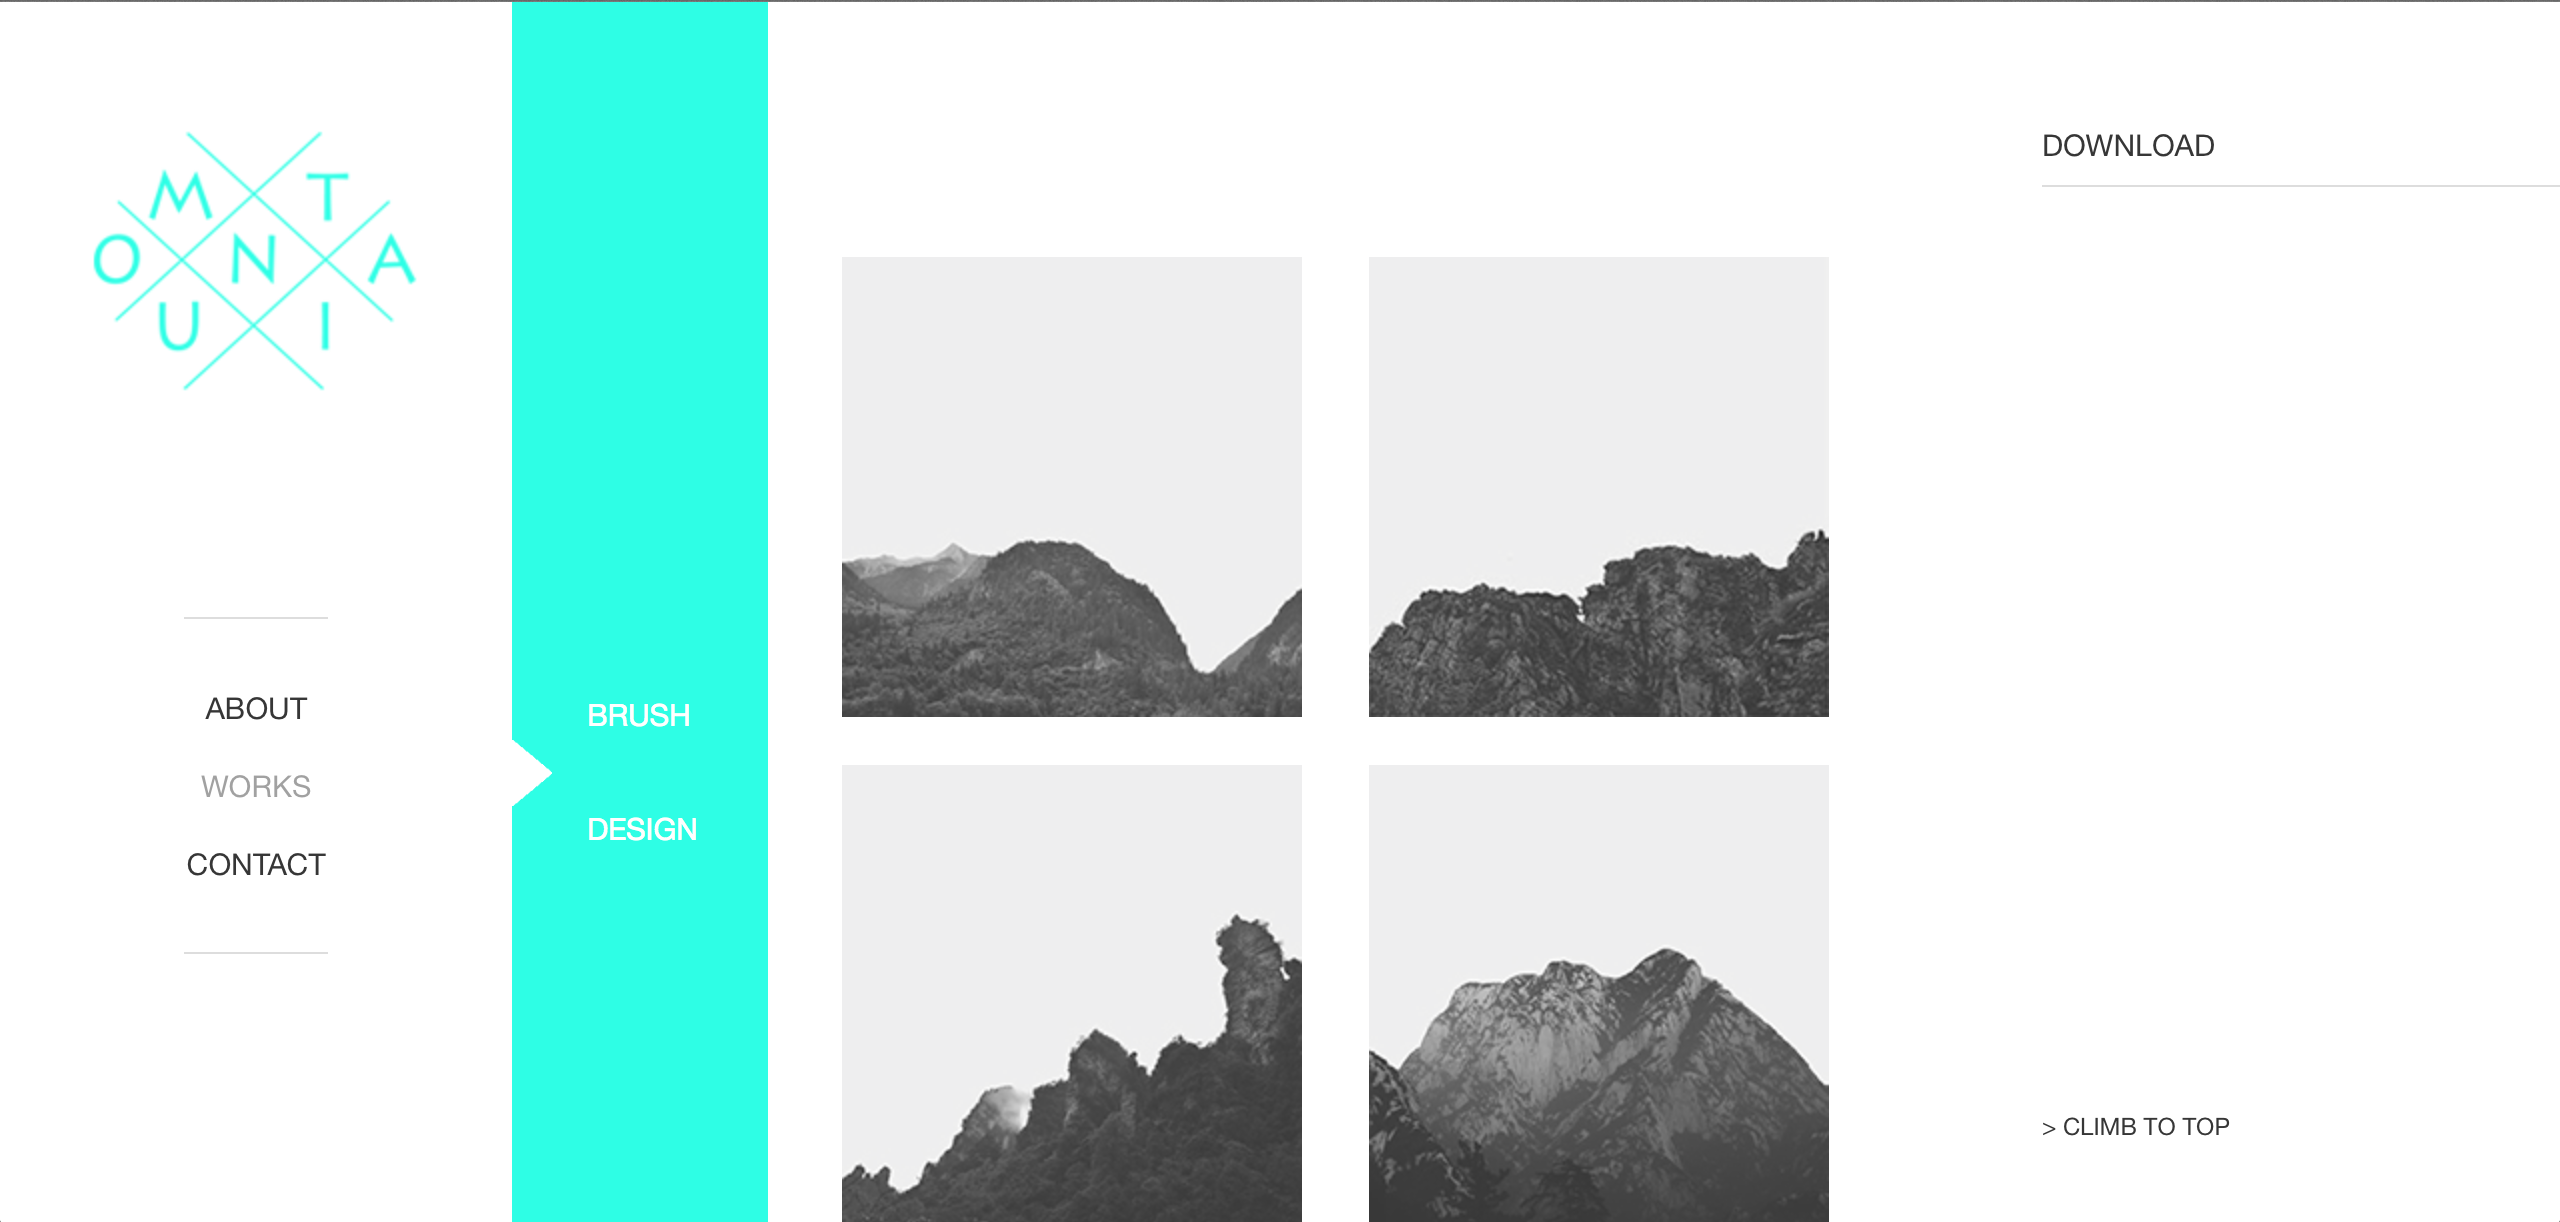 M T
O N A
U I
ABOUT
WORKS
CONTACT
BRUSH
DESIGN
DOWNLOAD
> CLIMB TO TOP